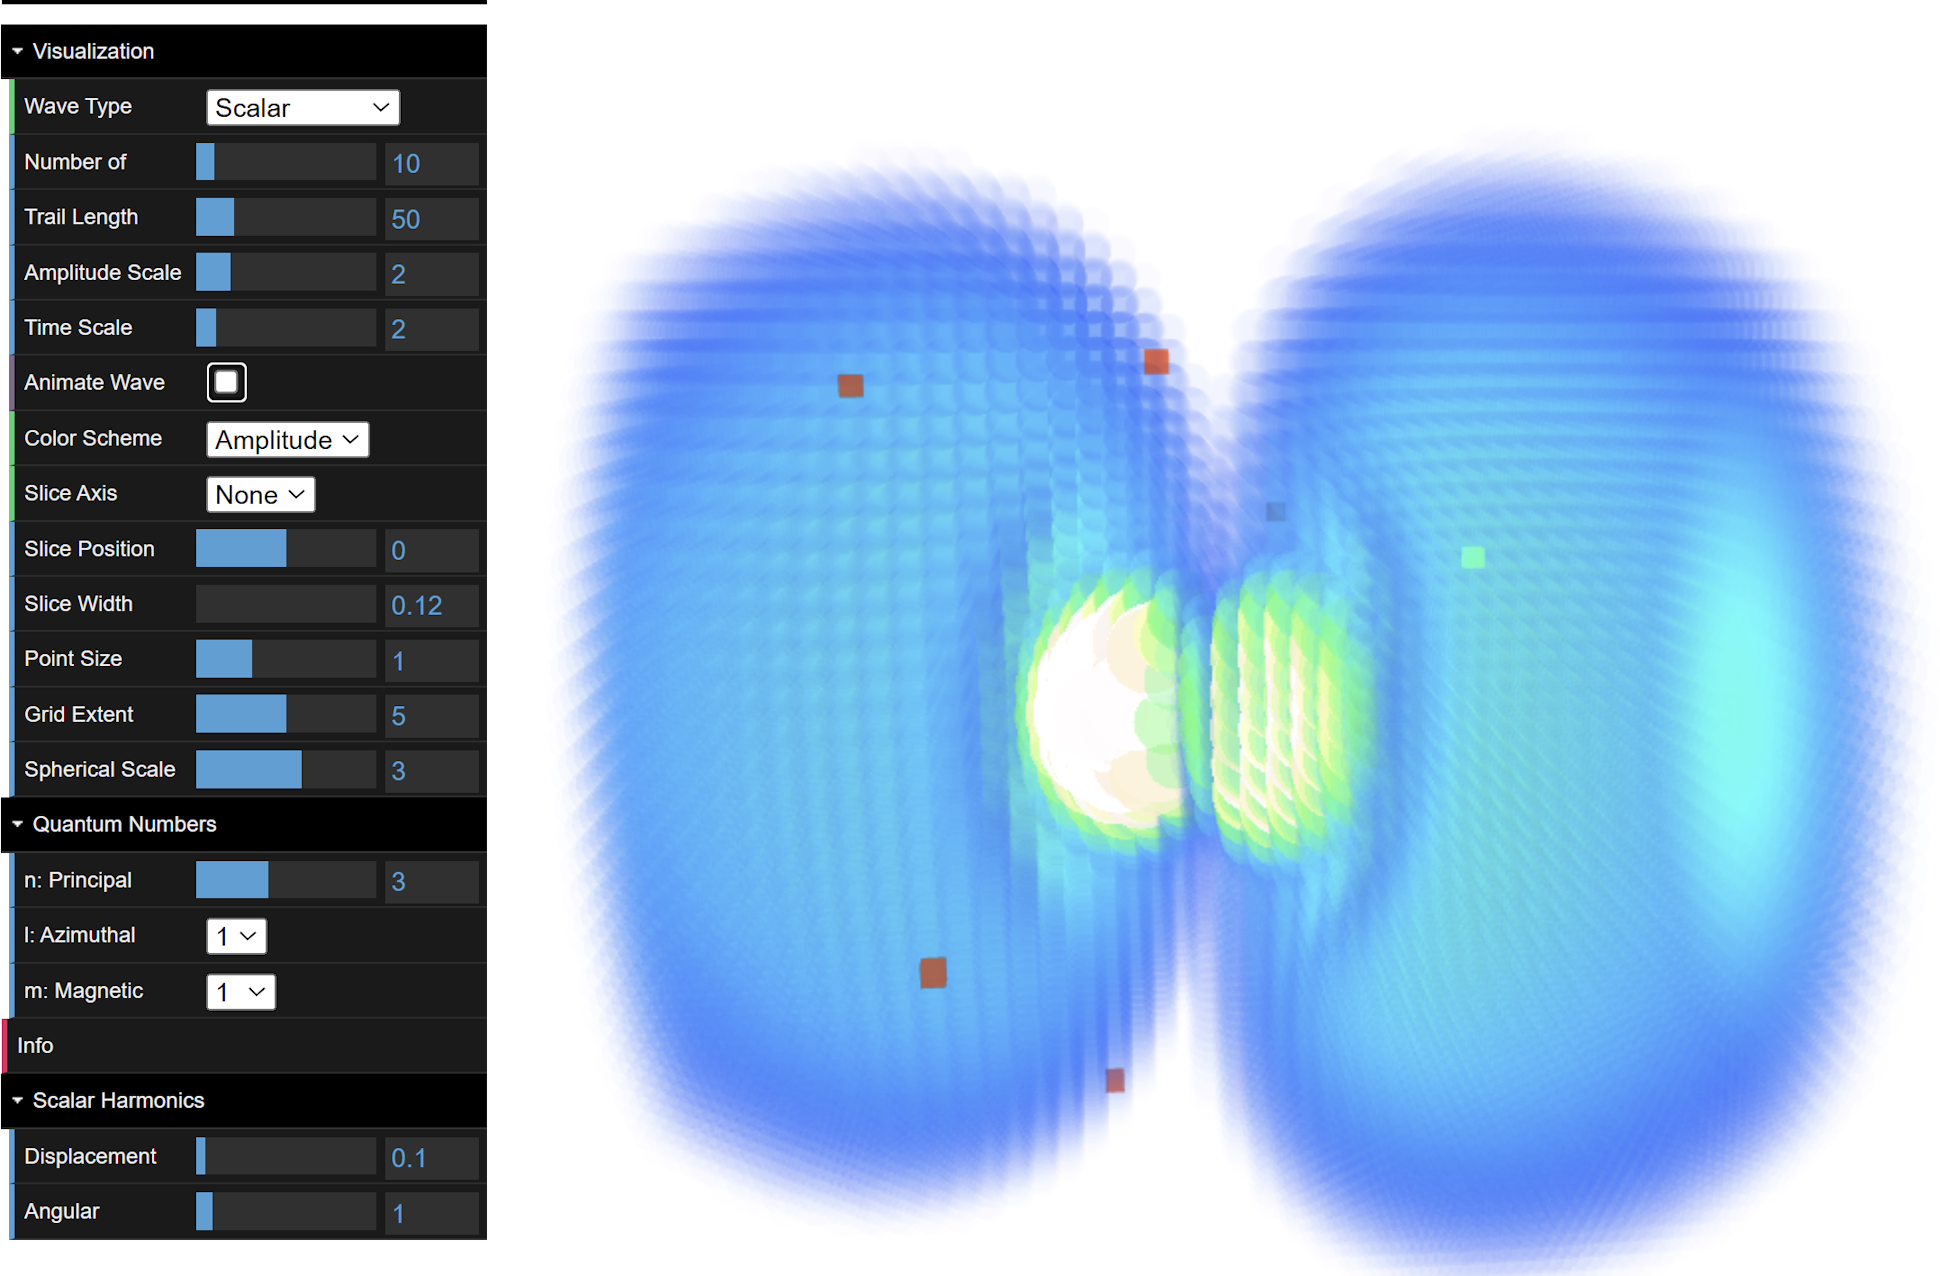 Visualization
Wave Type Scalar
Number of 10
Trail Length 50
Amplitude Scale 2
Time Scale 2
Animate Wave
Color Scheme Amplitude
Slice Axis None
Slice Position 0
Slice Width 0.12
Point Size 1
Grid Extent 5
Spherical Scale 3
Quantum Numbers
n: Principal 3
l: Azimuthal 1
m: Magnetic 1
Info
Scalar Harmonics
Displacement 0.1
Angular 1